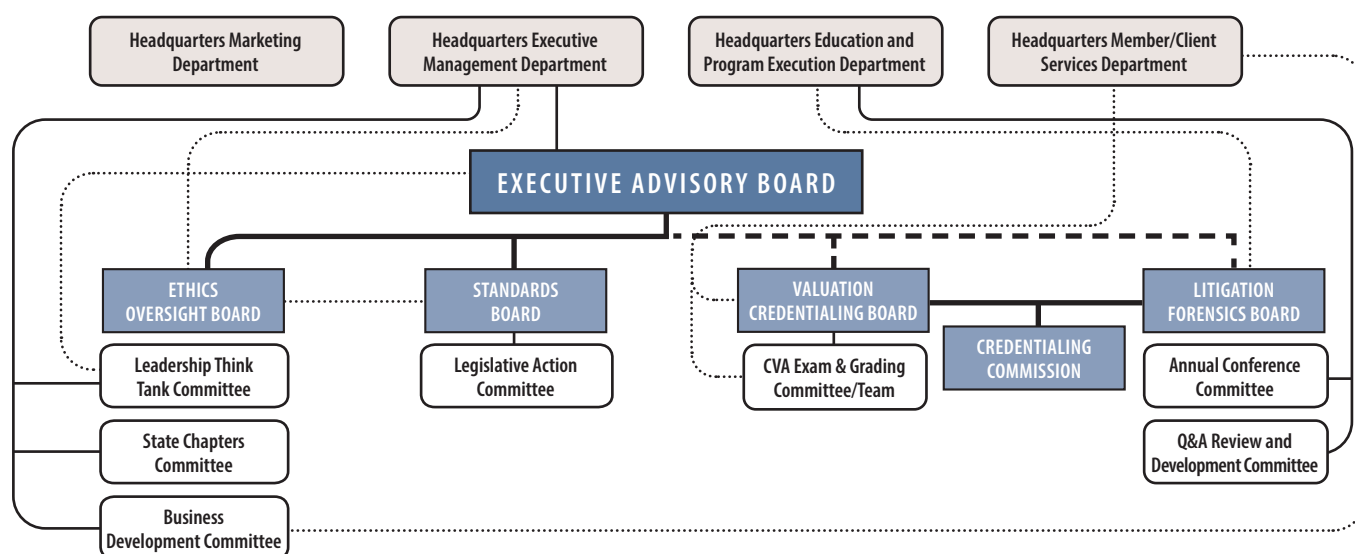 Headquarters Marketing
Department
Headquarters Executive
Management Department
Headquarters Education and
Program Execution Department
Headquarters Member/Client
Services Department
EXECUTIVE ADVISORY BOARD
ETHICS
OVERSIGHT BOARD
STANDARDS
BOARD
VALUATION
CREDENTIALING BOARD
LITIGATION
FORENSICS BOARD
CREDENTIALING
COMMISSION
Leadership Think
Tank Committee
Legislative Action
Committee
CVA Exam & Grading
Committee/Team
Annual Conference
Committee
State Chapters
Committee
Q&A Review and
Development Committee
Business
Development Committee